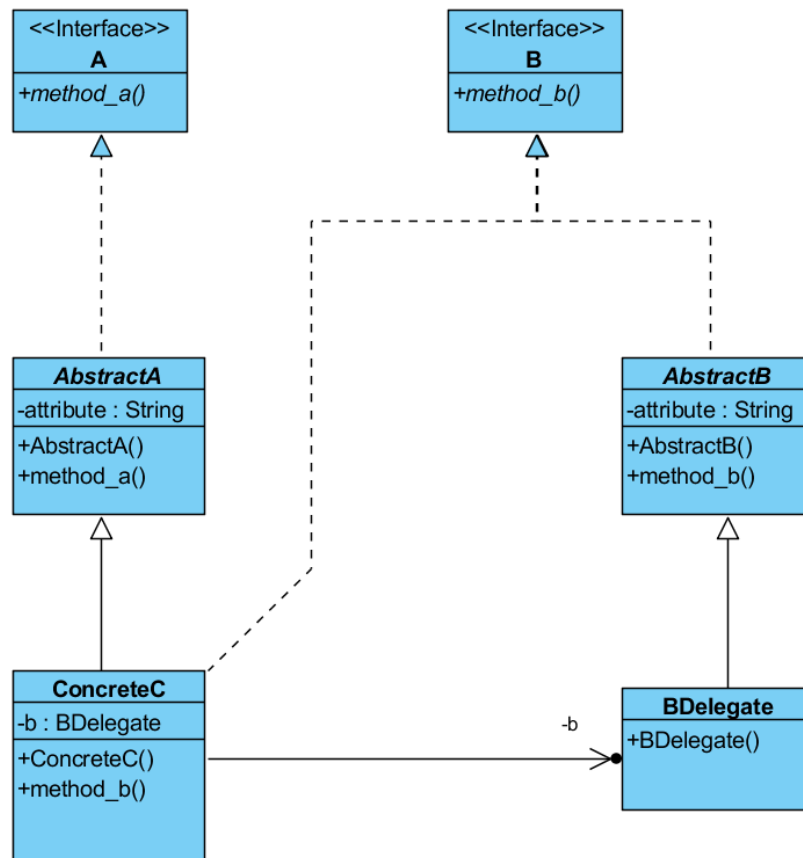 <<Interface>>
A
+method_a()
<<Interface>>
B
+method_b()
AbstractA
-attribute : String
+AbstractA()
+method_a()
AbstractB
-attribute : String
+AbstractB()
+method_b()
ConcreteC
-b : BDelegate
+ConcreteC()
+method_b()
-b
BDelegate
+BDelegate()